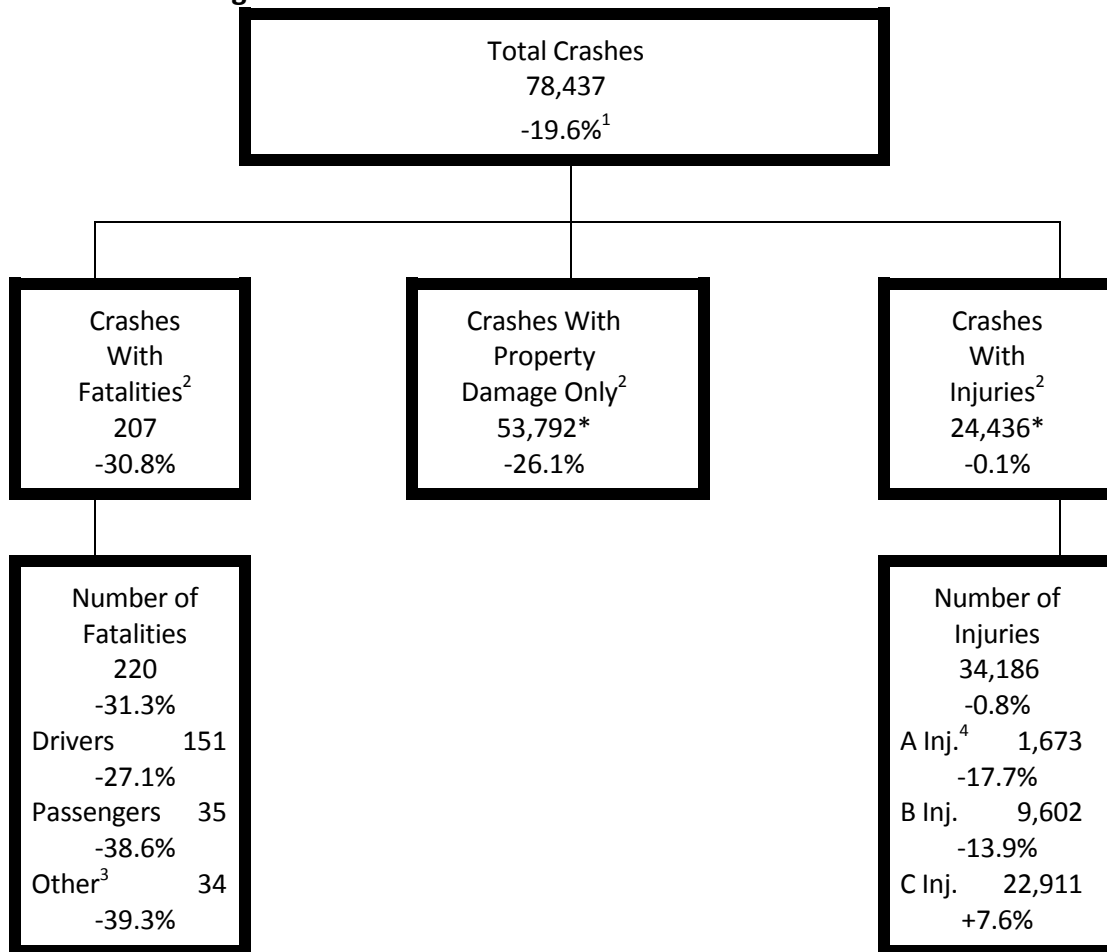 Total Crashes
78,437
-19.6%1
Crashes
With
Fatalities2
207
-30.8%
Crashes With
Property
Damage Only2
53,792*
-26.1%
Crashes
With
Injuries2
24,436*
-0.1%
Number of
Fatalities
220
-31.3%
Drivers 151
-27.1%
Passengers 35
-38.6%
Other3 34
-39.3%
Number of
Injuries
34,186
-0.8%
A Inj.4 1,673
-17.7%
B Inj. 9,602
-13.9%
C Inj. 22,911
+7.6%